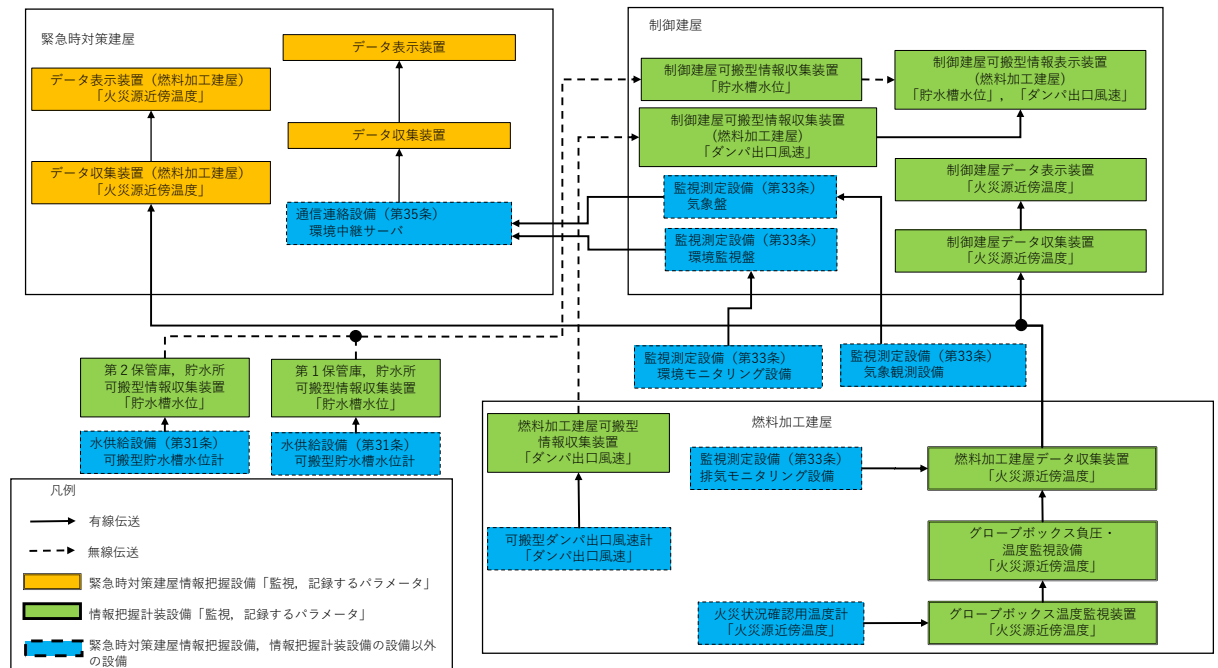 緊急時対策建屋
データ表示装置（燃料加工建屋）
「火災源近傍温度」
データ収集装置（燃料加工建屋）
「火災源近傍温度」
データ表示装置
データ収集装置
通信連絡設備（第35条）
環境中継サーバ
制御建屋
制御建屋可搬型情報収集装置
「貯水槽水位」
制御建屋可搬型情報表示装置
(燃料加工建屋)
「貯水槽水位」，「ダンパ出口風速」
制御建屋可搬型情報収集装置
(燃料加工建屋)
「ダンパ出口風速」
監視測定設備（第33条）
気象盤
監視測定設備（第33条）
環境監視盤
制御建屋データ表示装置
「火災源近傍温度」
制御建屋データ収集装置
「火災源近傍温度」
第２保管庫，貯水所
可搬型情報収集装置
「貯水槽水位」
水供給設備（第31条）
可搬型貯水槽水位計
第１保管庫，貯水所
可搬型情報収集装置
「貯水槽水位」
水供給設備（第31条）
可搬型貯水槽水位計
監視測定設備（第33条）
環境モニタリング設備
監視測定設備（第33条）
気象観測設備
燃料加工建屋
燃料加工建屋可搬型
情報収集装置
「ダンパ出口風速」
可搬型ダンパ出口風速計
「ダンパ出口風速」
監視測定設備（第33条）
排気モニタリング設備
燃料加工建屋データ収集装置
「火災源近傍温度」
グローブボックス負圧・
温度監視設備
「火災源近傍温度」
火災状況確認用温度計
「火災源近傍温度」
グローブボックス温度監視装置
「火災源近傍温度」
凡例
有線伝送
無線伝送
緊急時対策建屋情報把握設備「監視，記録するパラメータ」
情報把握計装設備「監視，記録するパラメータ」
緊急時対策建屋情報把握設備，情報把握計装設備の設備以外
の設備